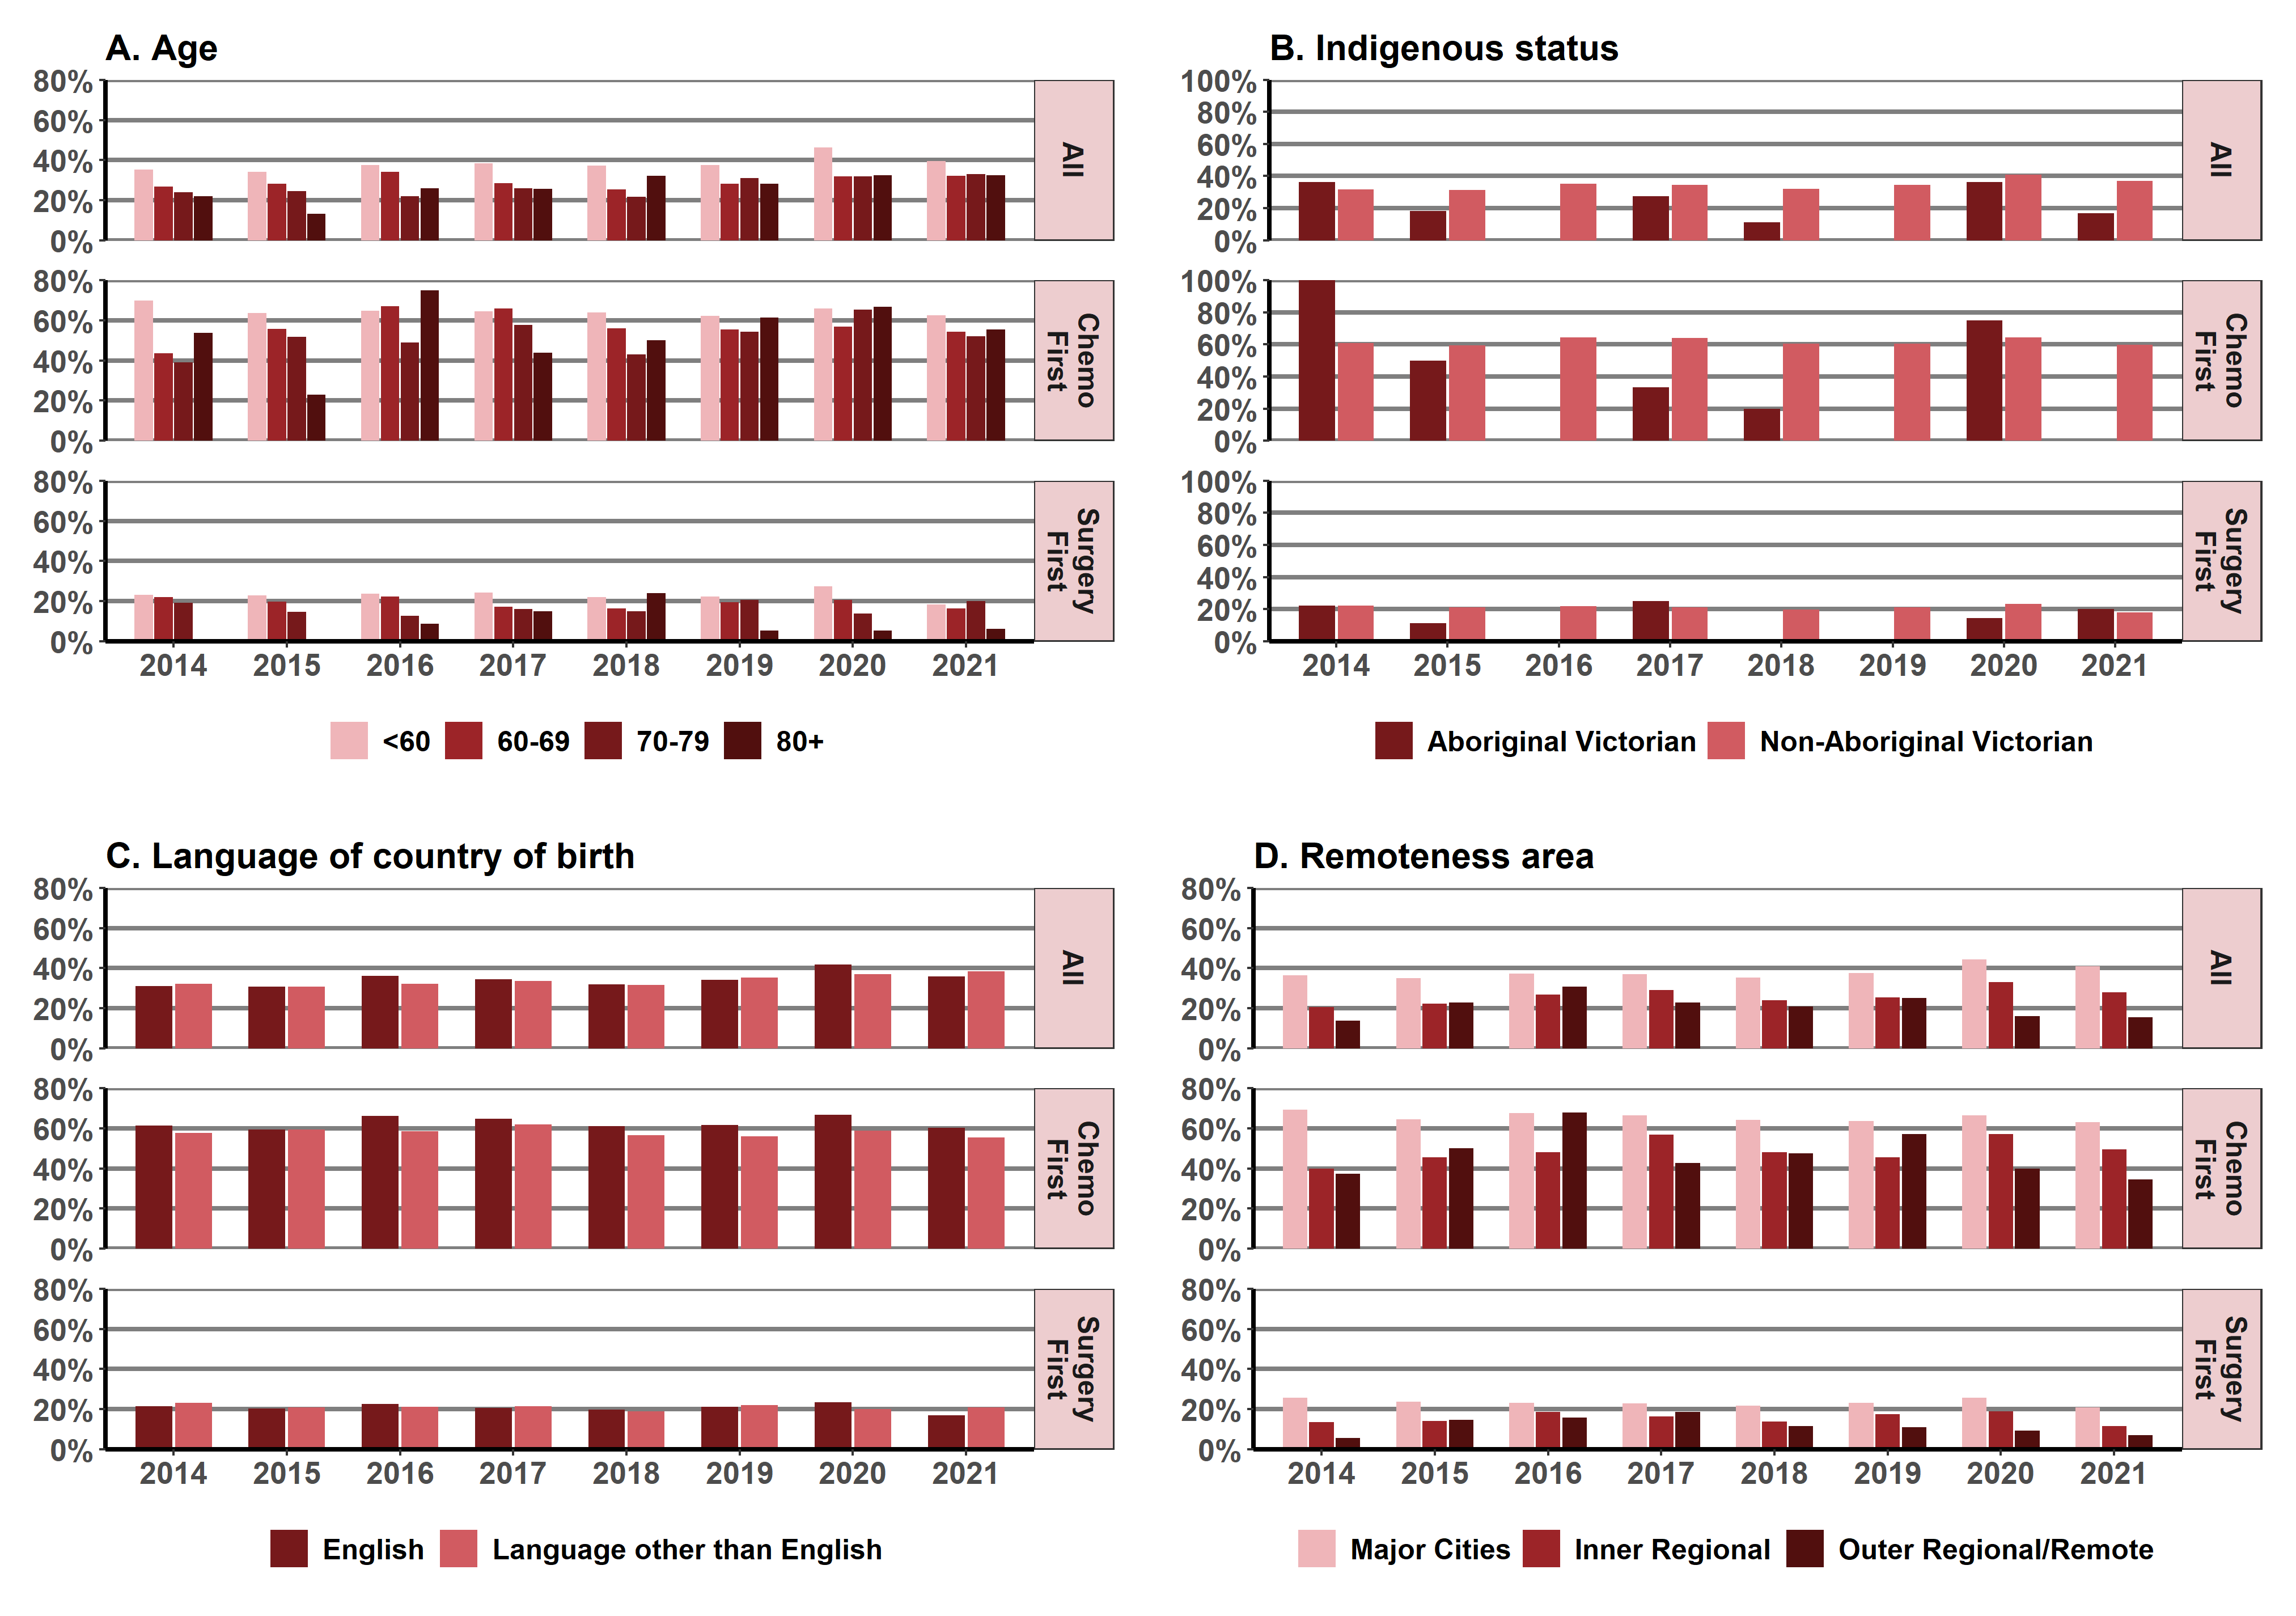 A. Age
80%
60%
40%
20%
0%
All
80%
60%
40%
20%
0%
Chemo
First
80%
60%
40%
20%
0%
Surgery
First
2014 2015 2016 2017 2018 2019 2020 2021
<60 60-69 70-79 80+
B. Indigenous status
100%
80%
60%
40%
20%
0%
All
100%
80%
60%
40%
20%
0%
Chemo
First
100%
80%
60%
40%
20%
0%
Surgery
First
2014 2015 2016 2017 2018 2019 2020 2021
Aboriginal Victorian Non-Aboriginal Victorian
C. Language of country of birth
80%
60%
40%
20%
0%
All
80%
60%
40%
20%
0%
Chemo
First
80%
60%
40%
20%
0%
Surgery
First
2014 2015 2016 2017 2018 2019 2020 2021
English Language other than English
D. Remoteness area
80%
60%
40%
20%
0%
All
80%
60%
40%
20%
0%
Chemo
First
80%
60%
40%
20%
0%
Surgery
First
2014 2015 2016 2017 2018 2019 2020 2021
Major Cities Inner Regional Outer Regional/Remote